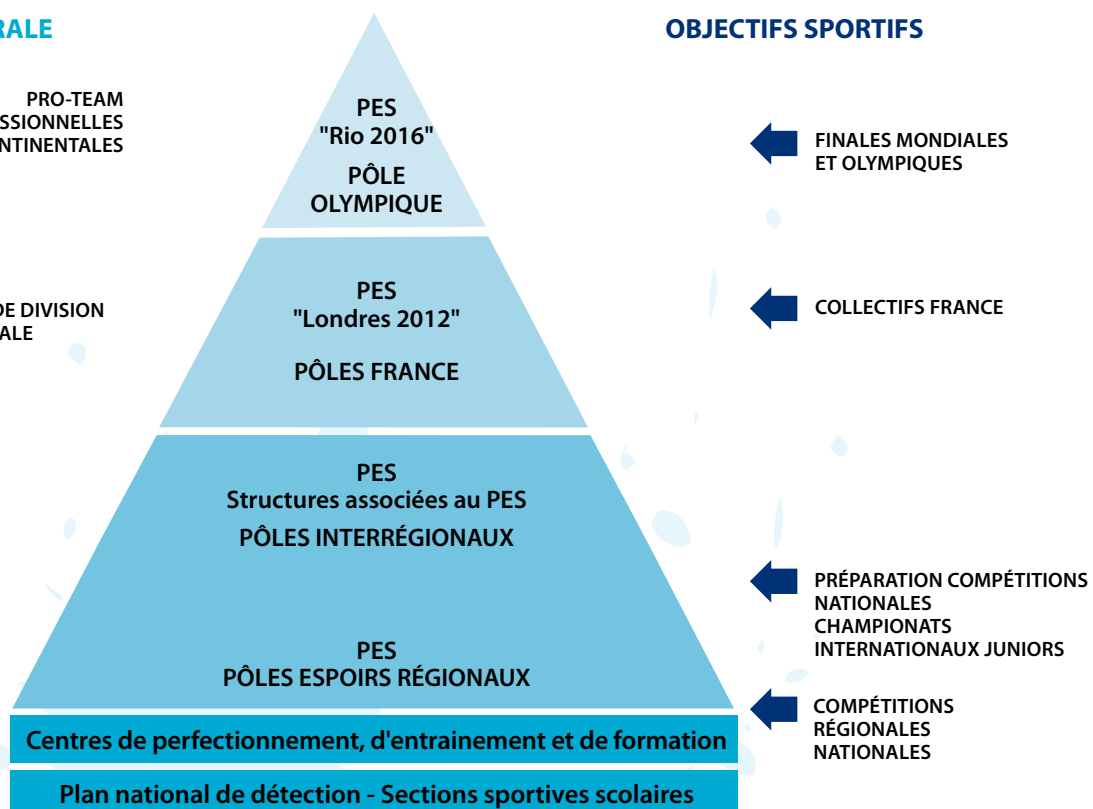 RALE
PRO-TEAM
SSIONNELLES
NTINENTALES
DE DIVISION
ALE
PES
"Rio 2016"
PÔLE
OLYMPIQUE
PES
"Londres 2012"
PÔLES FRANCE
PES
Structures associées au PES
PÔLES INTERRÉGIONAUX
PES
PÔLES ESPOIRS RÉGIONAUX
Centres de perfectionnement, d'entrainement et de formation
Plan national de détection - Sections sportives scolaires
OBJECTIFS SPORTIFS
FINALES MONDIALES
ET OLYMPIQUES
COLLECTIFS FRANCE
PRÉPARATION COMPÉTITIONS
NATIONALES
CHAMPIONATS
INTERNATIONAUX JUNIORS
COMPÉTITIONS
RÉGIONALES
NATIONALES